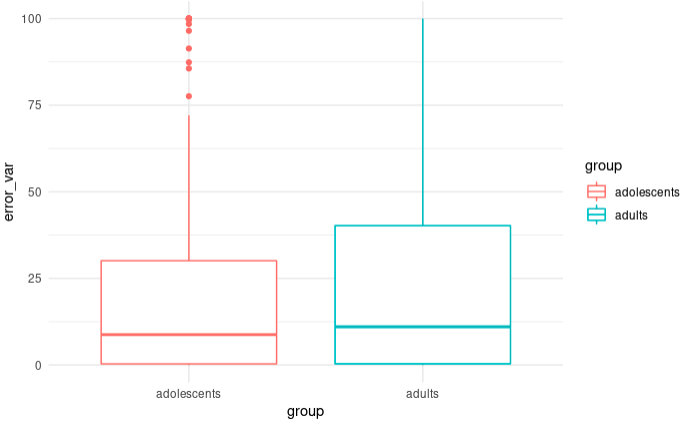 100
75
50
25
0
error_var
adolescents
adults
group
group
adolescents
adults